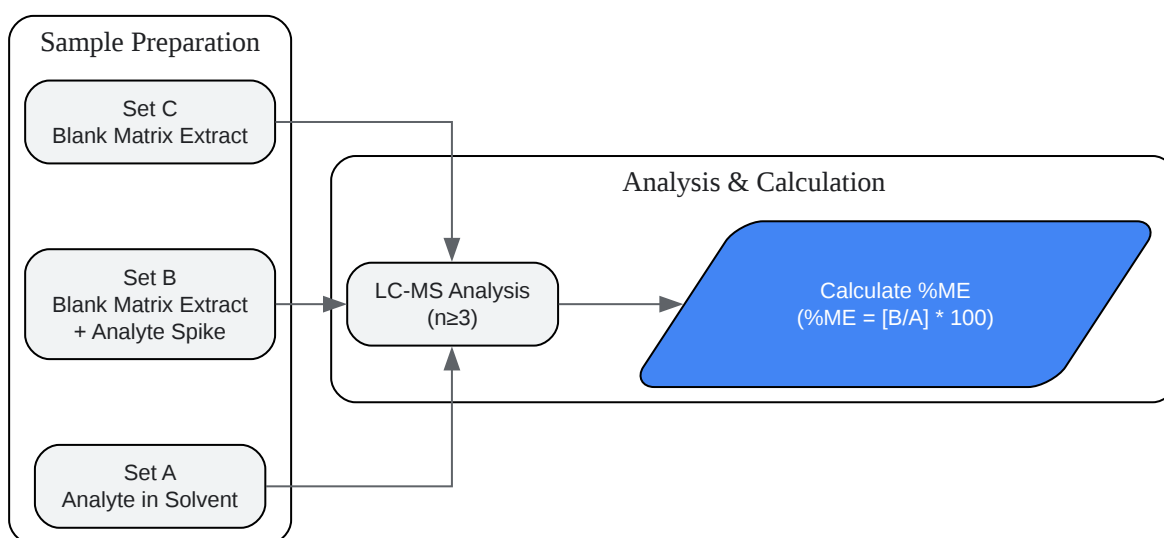 Sample Preparation
Set C
Blank Matrix Extract
Set B
Blank Matrix Extract
+ Analyte Spike
Set A
Analyte in Solvent
Analysis & Calculation
LC-MS Analysis
(n≥3)
Calculate %ME
(%ME = [B/A] * 100)